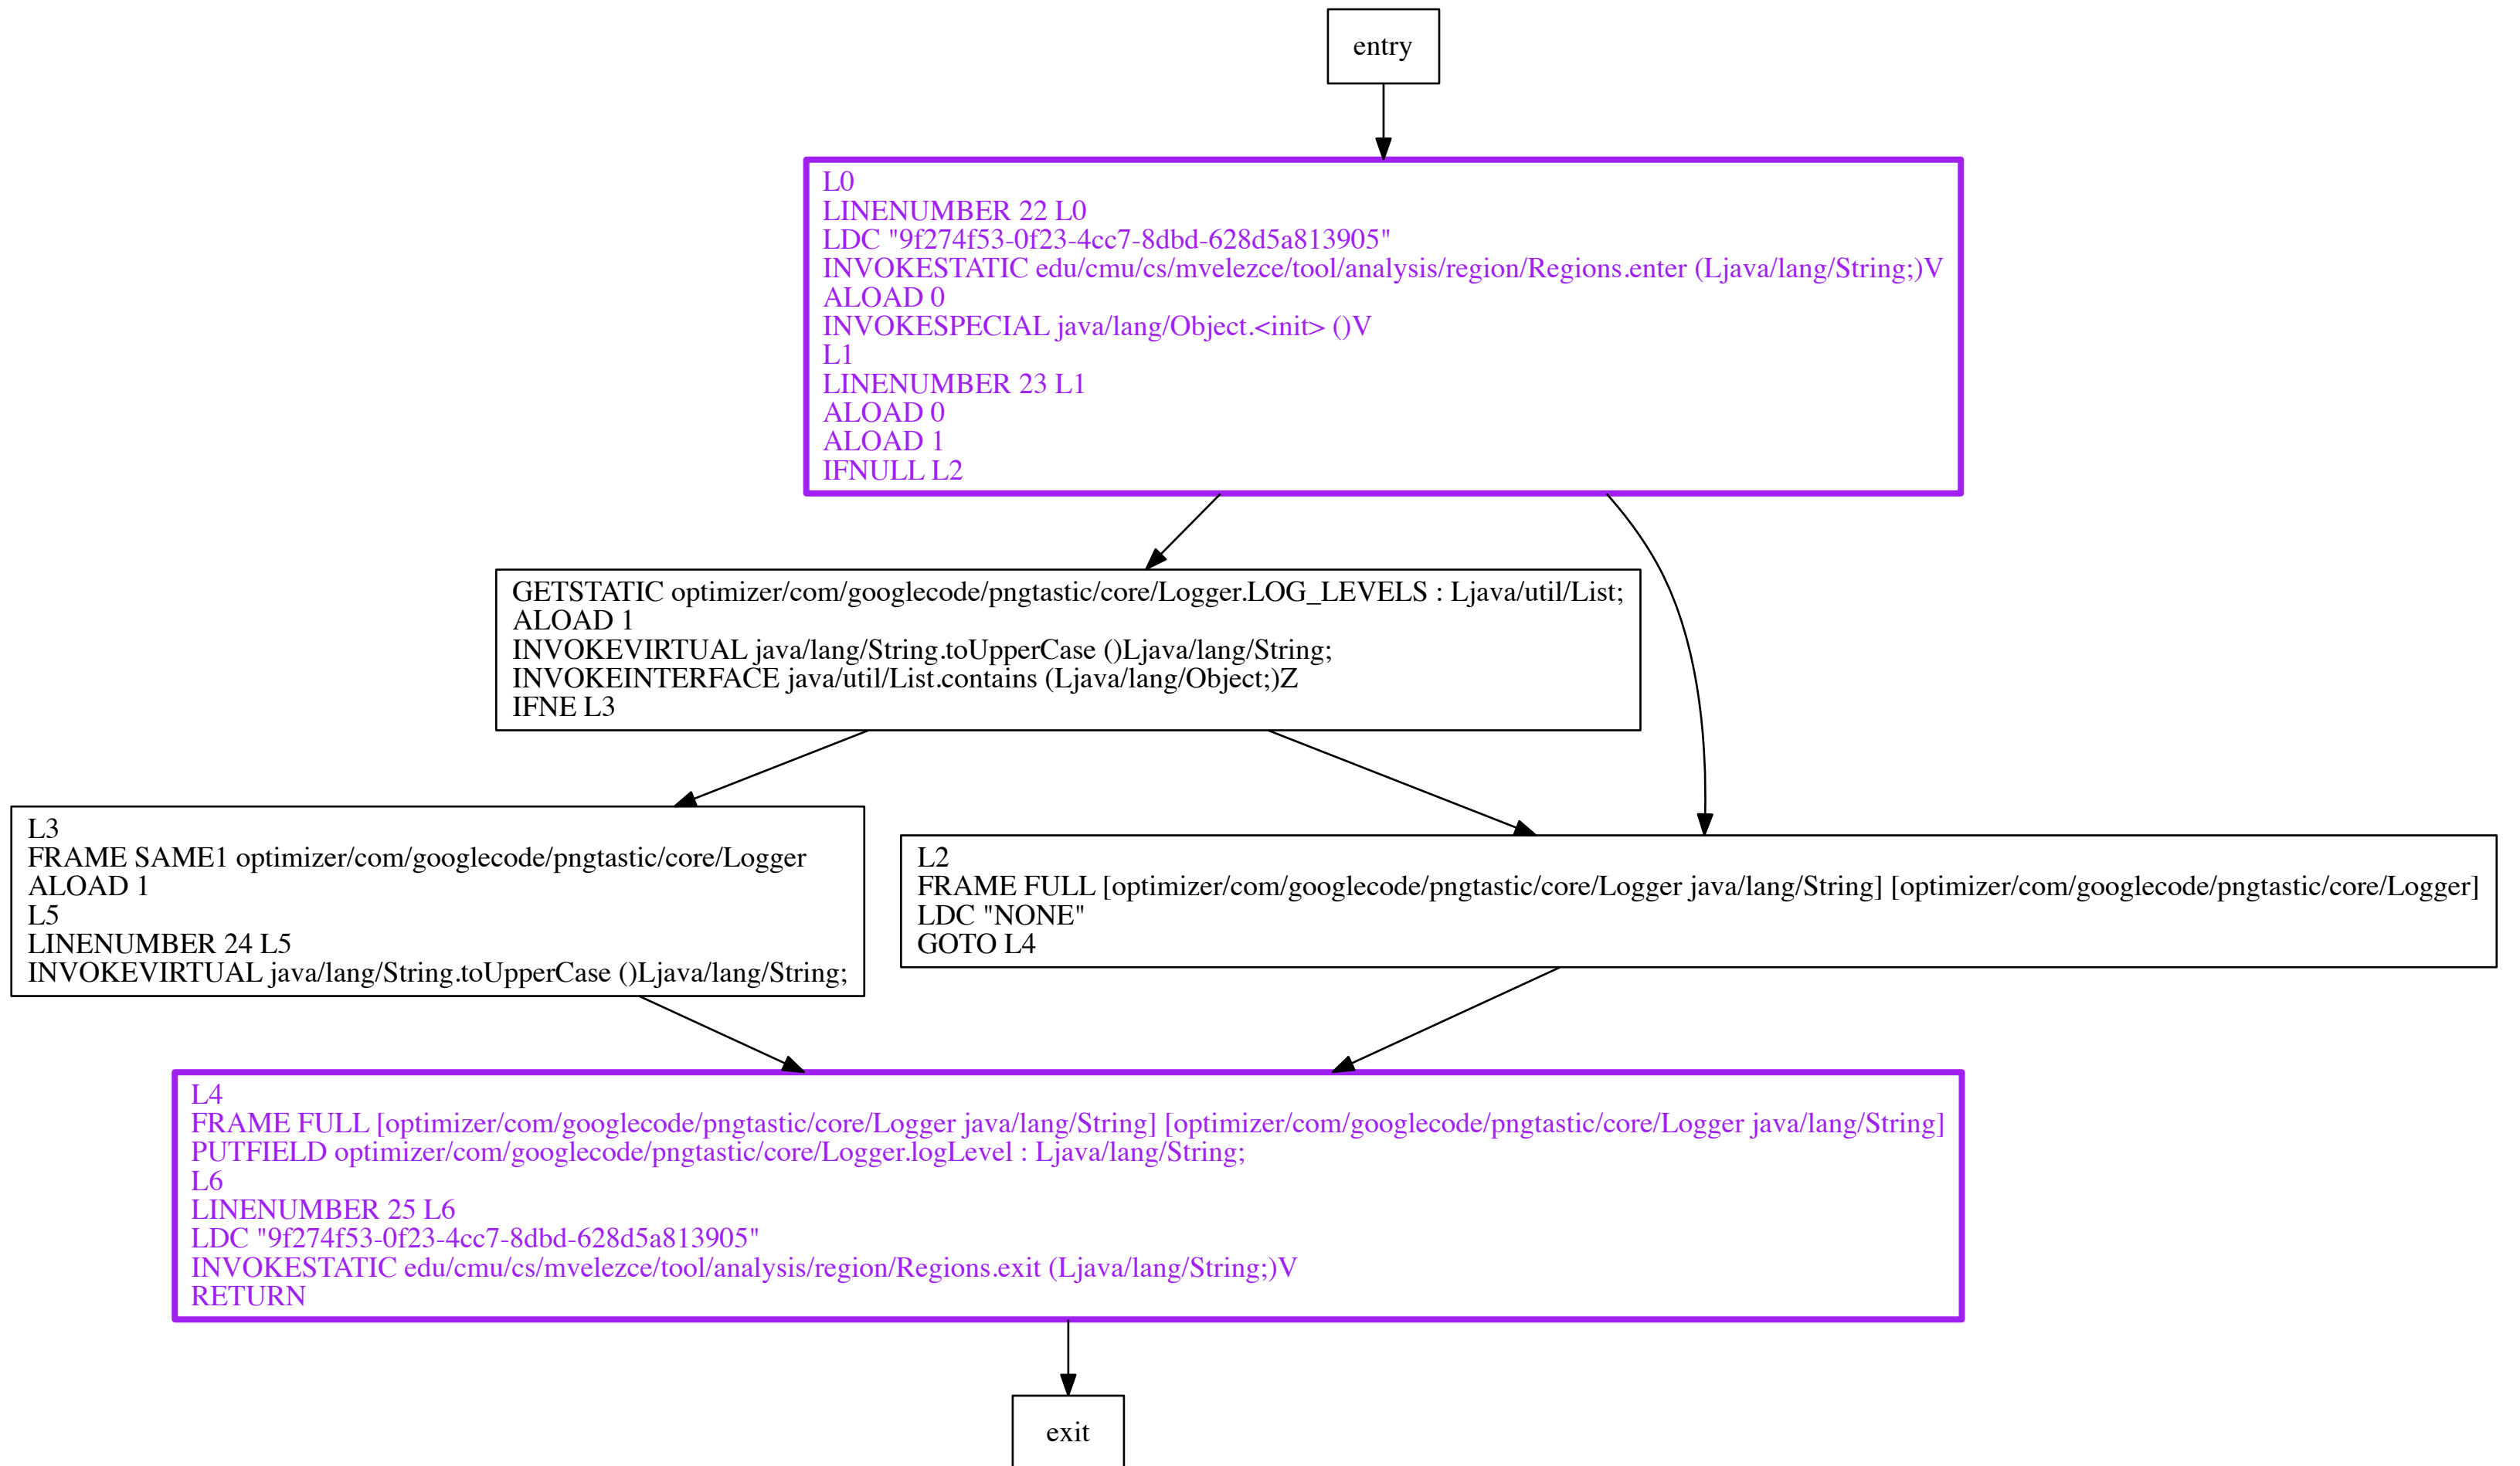 entry
L0
LINENUMBER 22 L0
LDC "9f274f53-0f23-4cc7-8dbd-628d5a813905"
INVOKESTATIC edu/cmu/cs/mvelezce/tool/analysis/region/Regions.enter (Ljava/lang/String;)V
ALOAD 0
INVOKESPECIAL java/lang/Object.<init> ()V
L1
LINENUMBER 23 L1
ALOAD 0
ALOAD 1
IFNULL L2
GETSTATIC optimizer/com/googlecode/pngtastic/core/Logger.LOG_LEVELS : Ljava/util/List;
ALOAD 1
INVOKEVIRTUAL java/lang/String.toUpperCase ()Ljava/lang/String;
INVOKEINTERFACE java/util/List.contains (Ljava/lang/Object;)Z
IFNE L3
L3
FRAME SAME1 optimizer/com/googlecode/pngtastic/core/Logger
ALOAD 1
L5
LINENUMBER 24 L5
INVOKEVIRTUAL java/lang/String.toUpperCase ()Ljava/lang/String;
L2
FRAME FULL [optimizer/com/googlecode/pngtastic/core/Logger java/lang/String] [optimizer/com/googlecode/pngtastic/core/Logger]
LDC "NONE"
GOTO L4
L4
FRAME FULL [optimizer/com/googlecode/pngtastic/core/Logger java/lang/String] [optimizer/com/googlecode/pngtastic/core/Logger java/lang/String]
PUTFIELD optimizer/com/googlecode/pngtastic/core/Logger.logLevel : Ljava/lang/String;
L6
LINENUMBER 25 L6
LDC "9f274f53-0f23-4cc7-8dbd-628d5a813905"
INVOKESTATIC edu/cmu/cs/mvelezce/tool/analysis/region/Regions.exit (Ljava/lang/String;)V
RETURN
exit